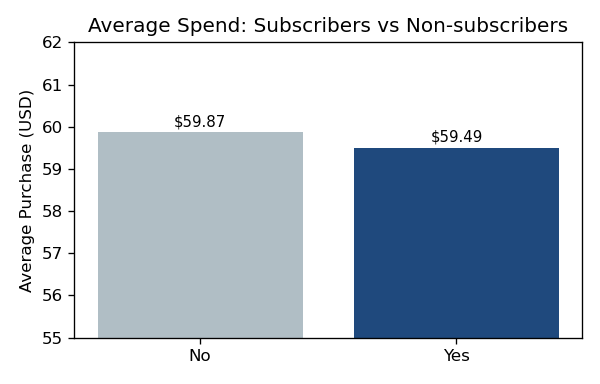 Average Spend: Subscribers vs Non-subscribers
Average Purchase (USD)
62
61
60
59
58
57
56
55
$59.87
$59.49
No
Yes